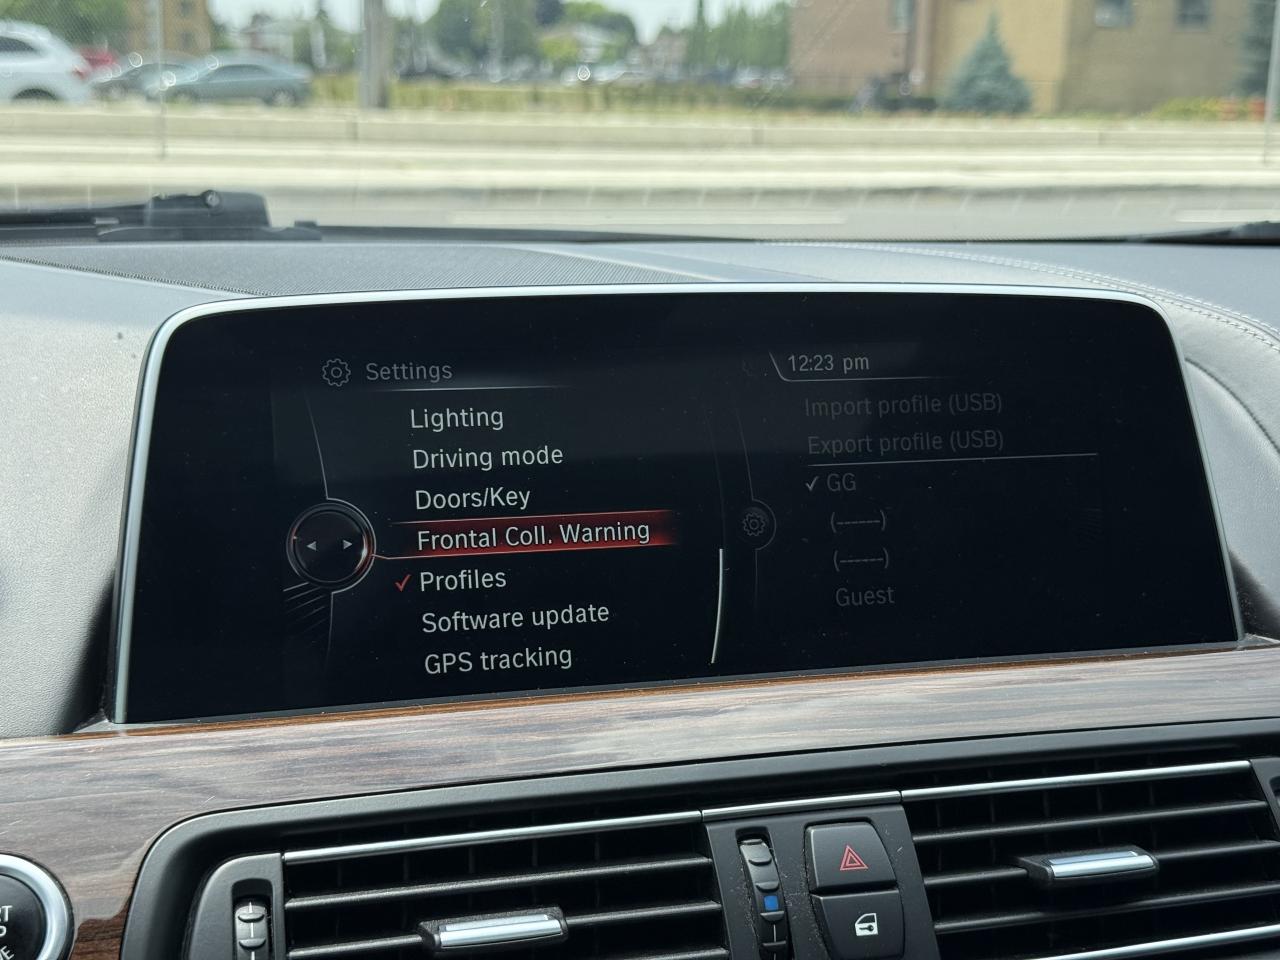 Settings
12:23 pm
Lighting
Driving mode
Doors/Key
Frontal Coll. Warning
✓ Profiles
Software update
GPS tracking
Import profile (USB)
Export profile (USB)
✓ GG
(------)
(------)
Guest